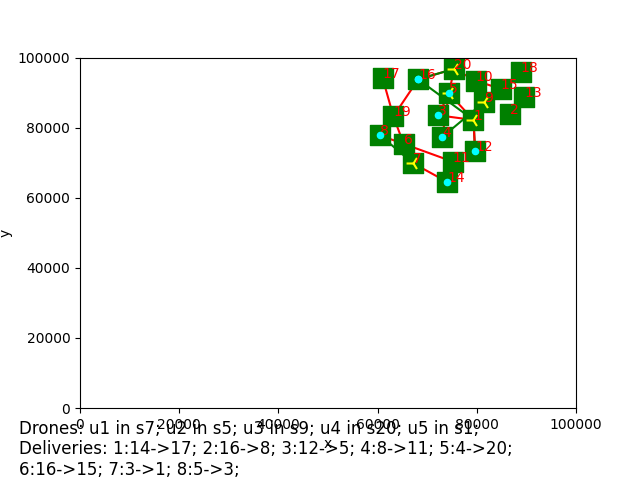 100000
80000
60000
40000
20000
0
y
0 20000 40000 60000 80000 100000
x
17
16
20
10
18
13
19
12
14
Drones: u1 in s7; u2 in s5; u3 in s9; u4 in s20; u5 in s1;
Deliveries: 1:14->17; 2:16->8; 3:12->5; 4:8->11; 5:4->20;
6:16->15; 7:3->1; 8:5->3;